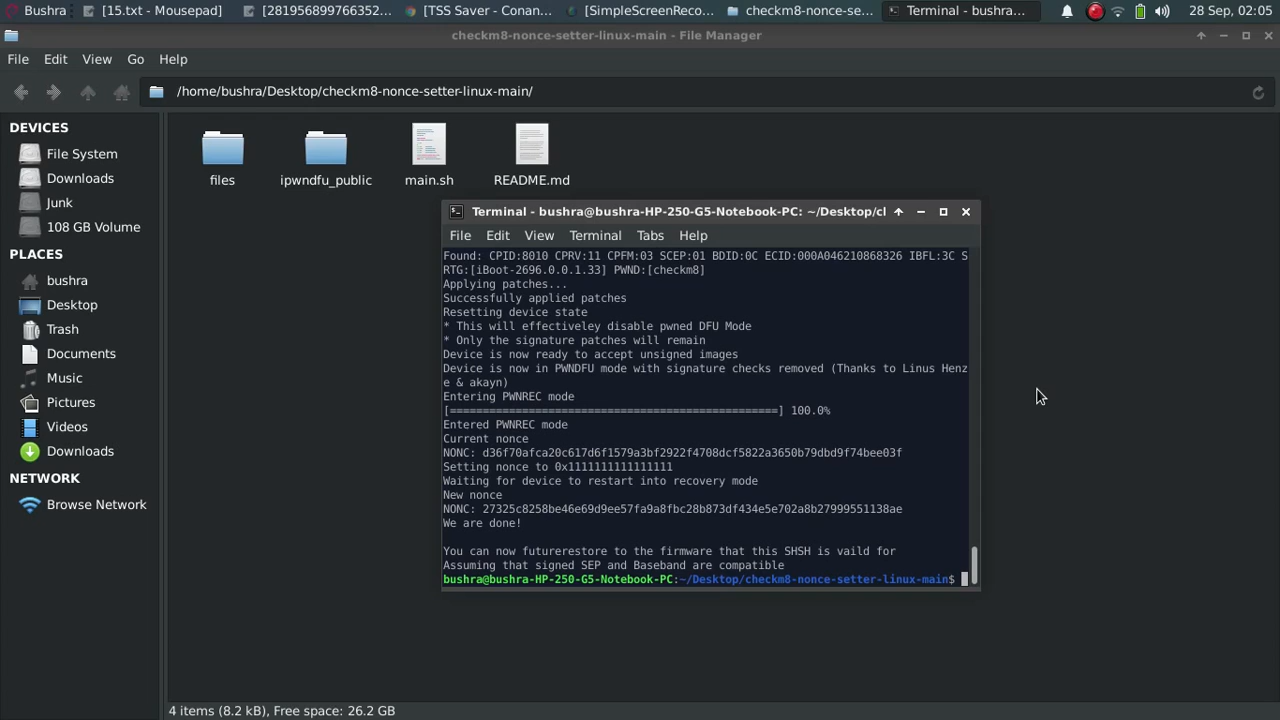 Bushra
[15.txt - Mousepad]
[281956899766352...
[TSS Saver - Conan...
[SimpleScreenReco...
checkm8-nonce-se...
Terminal - bushra...
28 Sep, 02:05
checkm8-nonce-setter-linux-main - File Manager
File Edit View Go Help
/home/bushra/Desktop/checkm8-nonce-setter-linux-main/
DEVICES
File System
Downloads
Junk
108 GB Volume
PLACES
bushra
Desktop
Trash
Documents
Music
Pictures
Videos
Downloads
NETWORK
Browse Network
files
ipwndfu_public
main.sh
README.md
Terminal - bushra@bushra-HP-250-G5-Notebook-PC: ~/Desktop/cl
File Edit View Terminal Tabs Help
Found: CPID:8010 CPRV:11 CPFM:03 SCEP:01 BDID:0C ECID:000A046210868326 IBFL:3C S
RTG:[iBoot-2696.0.0.1.33] PWND:[checkm8]
Applying patches...
Successfully applied patches
Resetting device state
* This will effectiveley disable pwned DFU Mode
* Only the signature patches will remain
Device is now ready to accept unsigned images
Device is now in PWNDFU mode with signature checks removed (Thanks to Linus Henz
e & akayn)
Entering PWNREC mode
[==================================================] 100.0%
Entered PWNREC mode
Current nonce
NONC: d36f70afca20c617d6f1579a3bf2922f4708dcf5822a3650b79dbd9f74bee03f
Setting nonce to 0x1111111111111111
Waiting for device to restart into recovery mode
New nonce
NONC: 27325c8258be46e69d9ee57fa9a8fbc28b873df434e5e702a8b27999551138ae
We are done!
You can now futurerestore to the firmware that this SHSH is vaild for
Assuming that signed SEP and Baseband are compatible
bushra@bushra-HP-250-G5-Notebook-PC:~/Desktop/checkm8-nonce-setter-linux-main$
4 items (8.2 kB), Free space: 26.2 GB